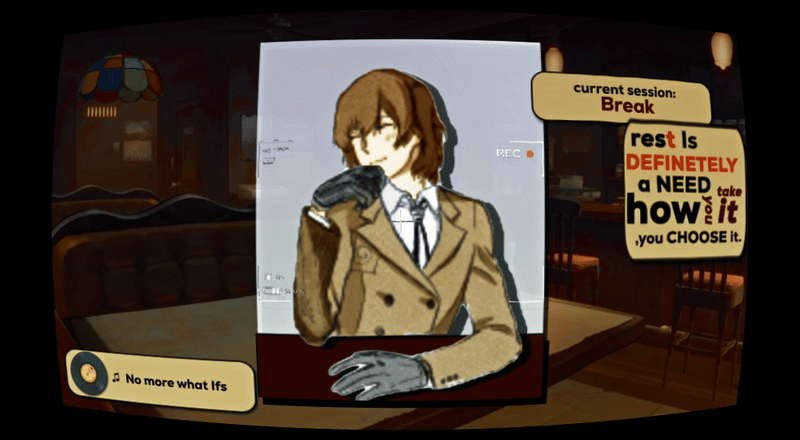 current session:
Break
REC
rest Is
DEFINETELY
a NEED
how you take it
,you CHOOSE it.
♫ No more what Ifs